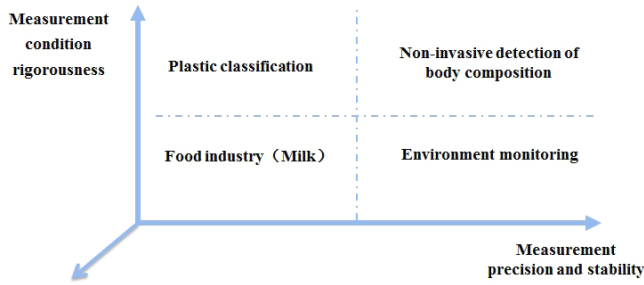 Measurement
condition
rigorousness
Plastic classification
Non-invasive detection of
body composition
Food industry（Milk）
Environment monitoring
Measurement
precision and stability